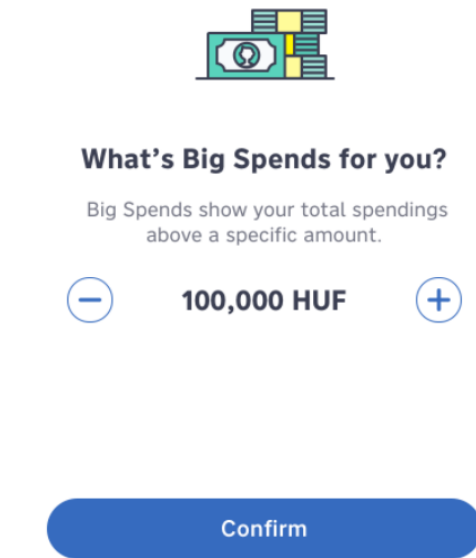 What's Big Spends for you?
Big Spends show your total spendings
above a specific amount.
100,000 HUF
Confirm